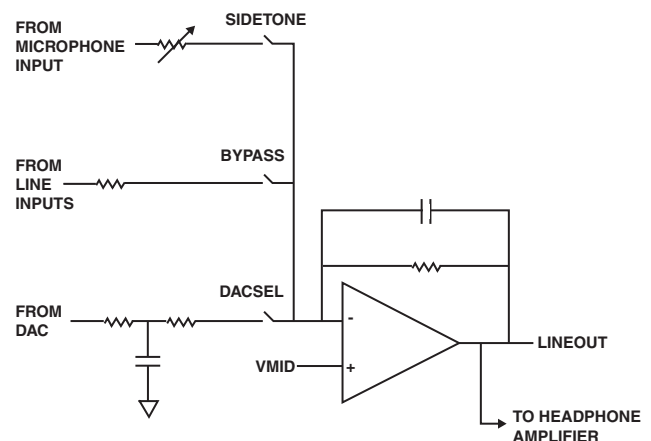 FROM
MICROPHONE
INPUT
SIDETONE
FROM
LINE
INPUTS
BYPASS
FROM
DAC
DACSEL
-
+
VMID
LINEOUT
TO HEADPHONE
AMPLIFIER